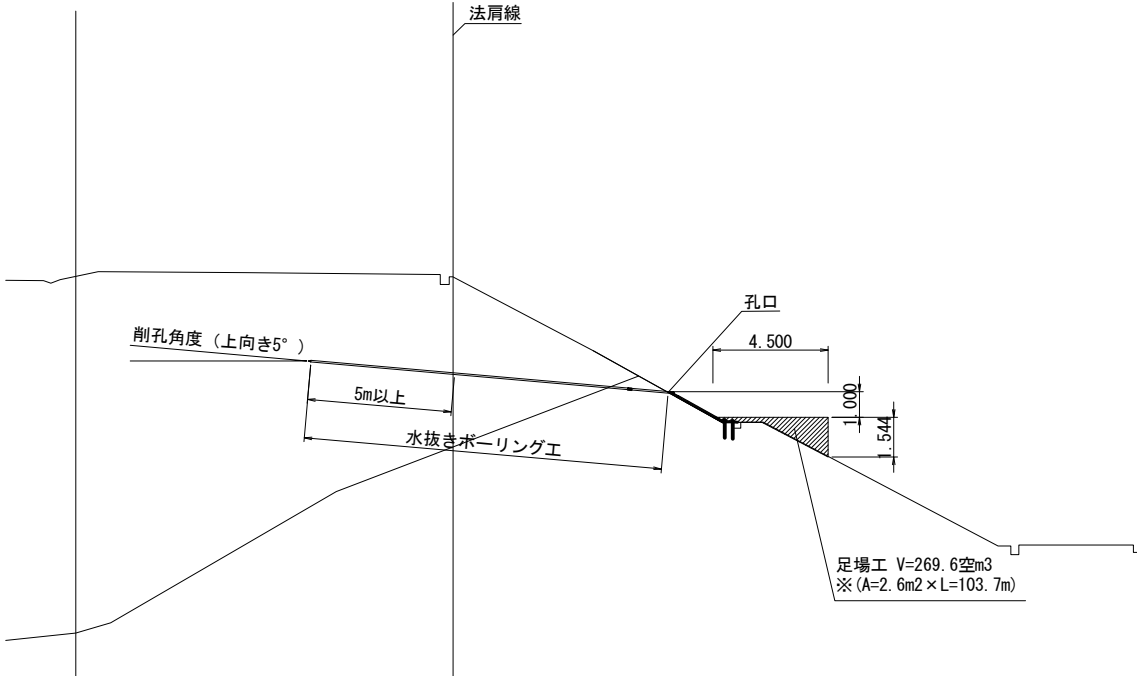 法肩線
孔口
4.500
削孔角度（上向き5°）
5m以上
1.000
1.544
水抜きボーリング工
足場工 V=269.6空m3
※(A=2.6m2×L=103.7m)